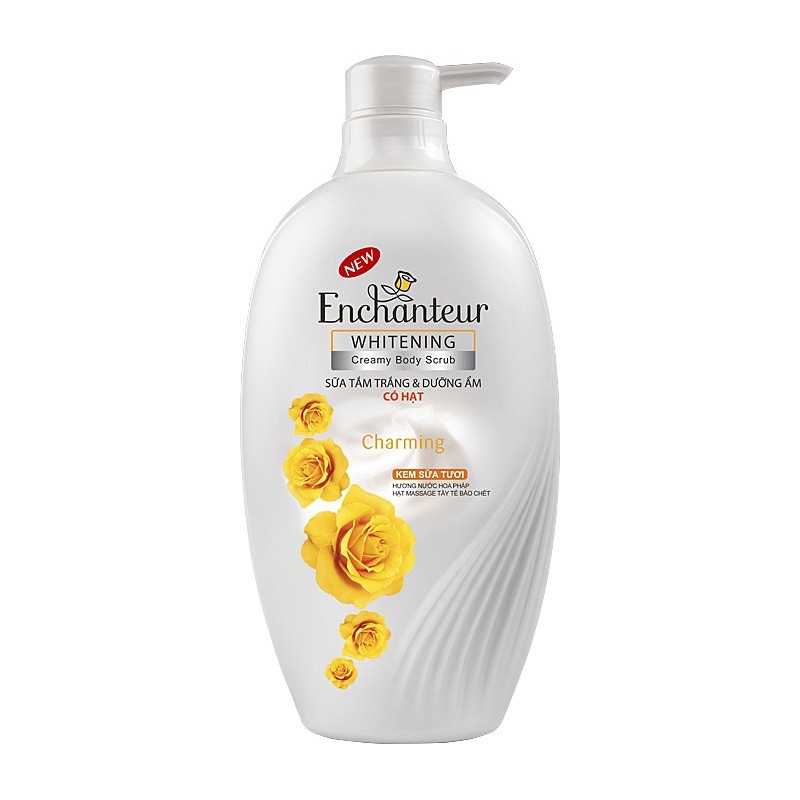 NEW
Enchanteur
WHITENING
Creamy Body Scrub
SỮA TẮM TRẮNG & DƯỠNG ẨM
CÓ HẠT
Charming
KEM SỮA TƯƠI
HƯƠNG NƯỚC HOA PHÁP
HẠT MASSAGE TẨY TẾ BÀO CHẾT